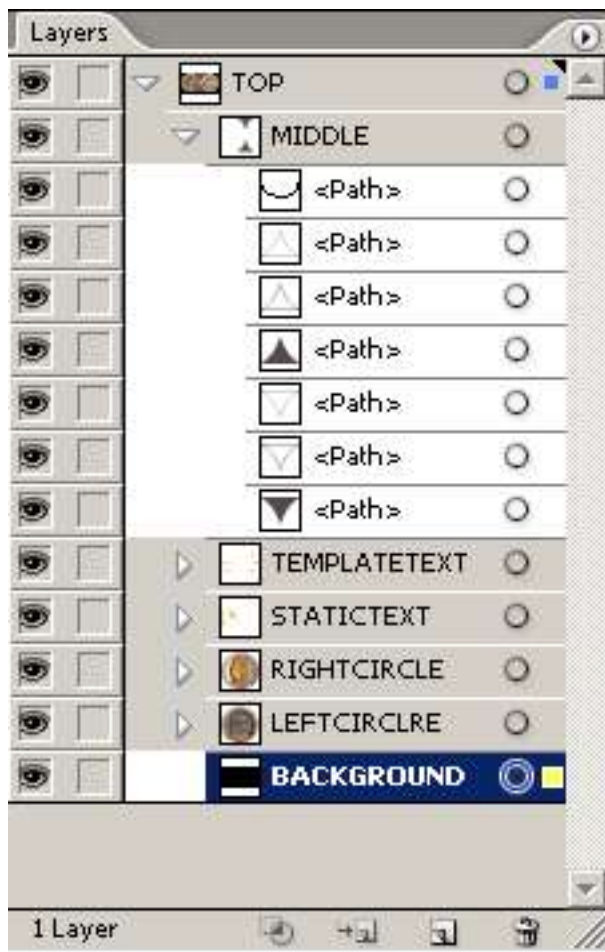 Layers
TOP
MIDDLE
<Path>
<Path>
<Path>
<Path>
<Path>
<Path>
<Path>
TEMPLATETEXT
STATICTEXT
RIGHTCIRCLE
LEFTCIRCLRE
BACKGROUND
1 Layer